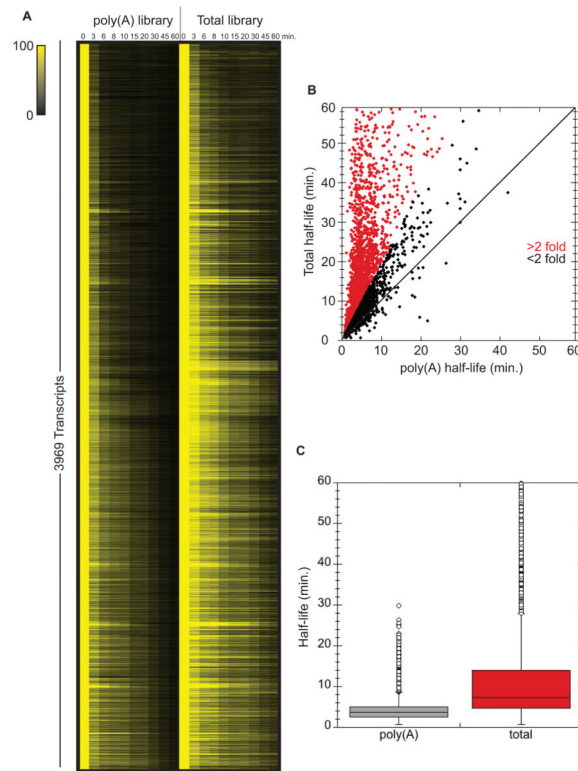 A
poly(A) library
Total library
0 3 6 8 10 15 20 30 45 60 0 3 6 8 10 15 20 30 45 60 min.
100
0
3969 Transcripts
B
60
50
40
30
20
10
0
Total half-life (min.)
>2 fold
<2 fold
0 10 20 30 40 50 60
poly(A) half-life (min.)
C
60
50
40
30
20
10
0
Half-life (min.)
poly(A) total